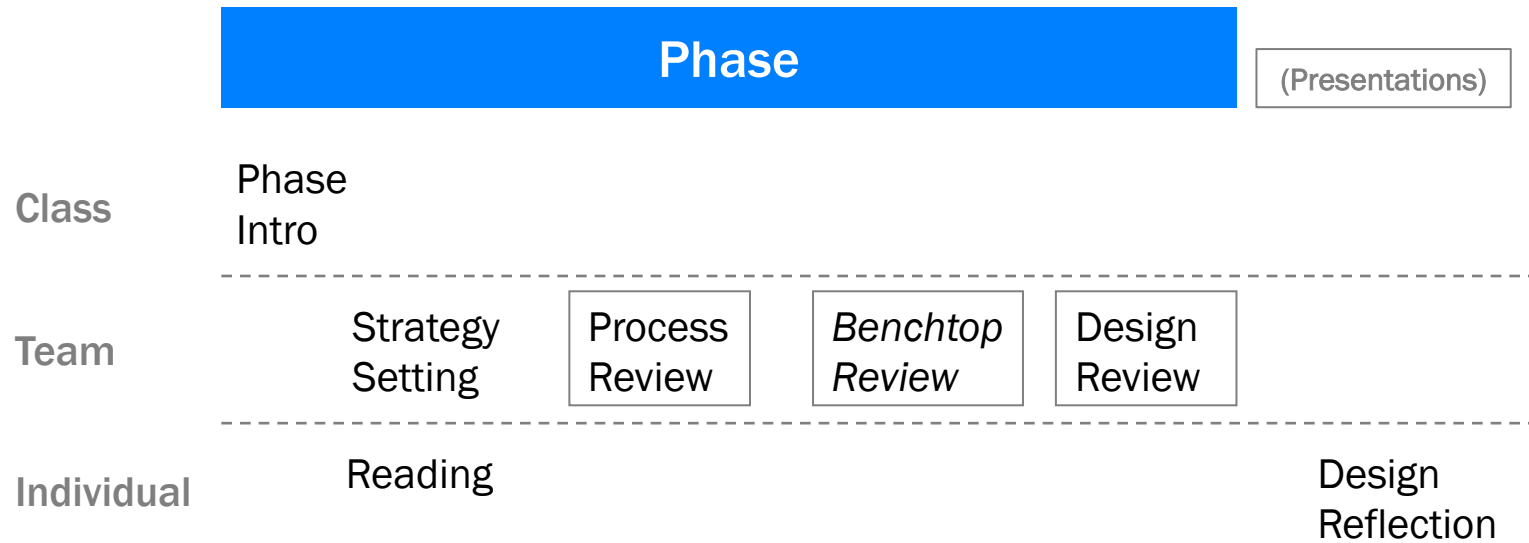 Phase
(Presentations)
Class
Phase
Intro
Team
Strategy
Setting
Process
Review
Benchtop
Review
Design
Review
Individual
Reading
Design
Reflection